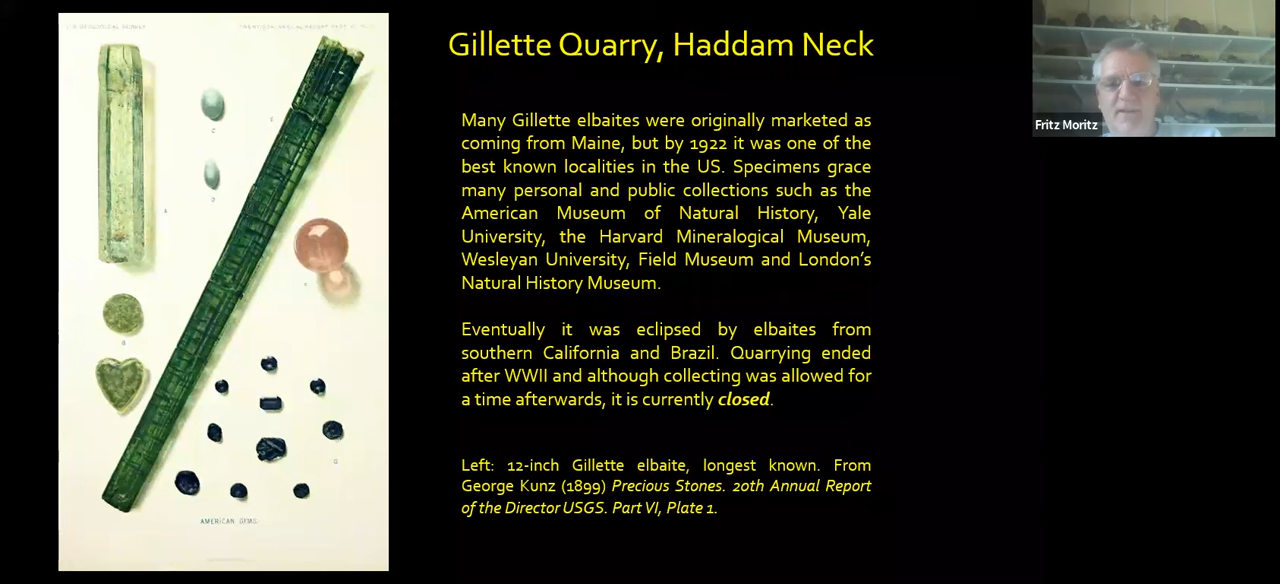 Gillette Quarry, Haddam Neck
Many Gillette elbaites were originally marketed as
coming from Maine, but by 1922 it was one of the
best known localities in the US. Specimens grace
many personal and public collections such as the
American Museum of Natural History, Yale
University, the Harvard Mineralogical Museum,
Wesleyan University, Field Museum and London's
Natural History Museum.
Eventually it was eclipsed by elbaites from
southern California and Brazil. Quarrying ended
after WWII and although collecting was allowed for
a time afterwards, it is currently closed.
Left: 12-inch Gillette elbaite, longest known. From
George Kunz (1899) Precious Stones. 20th Annual Report
of the Director USGS. Part VI, Plate 1.
AMERICAN GEMS.
Fritz Moritz